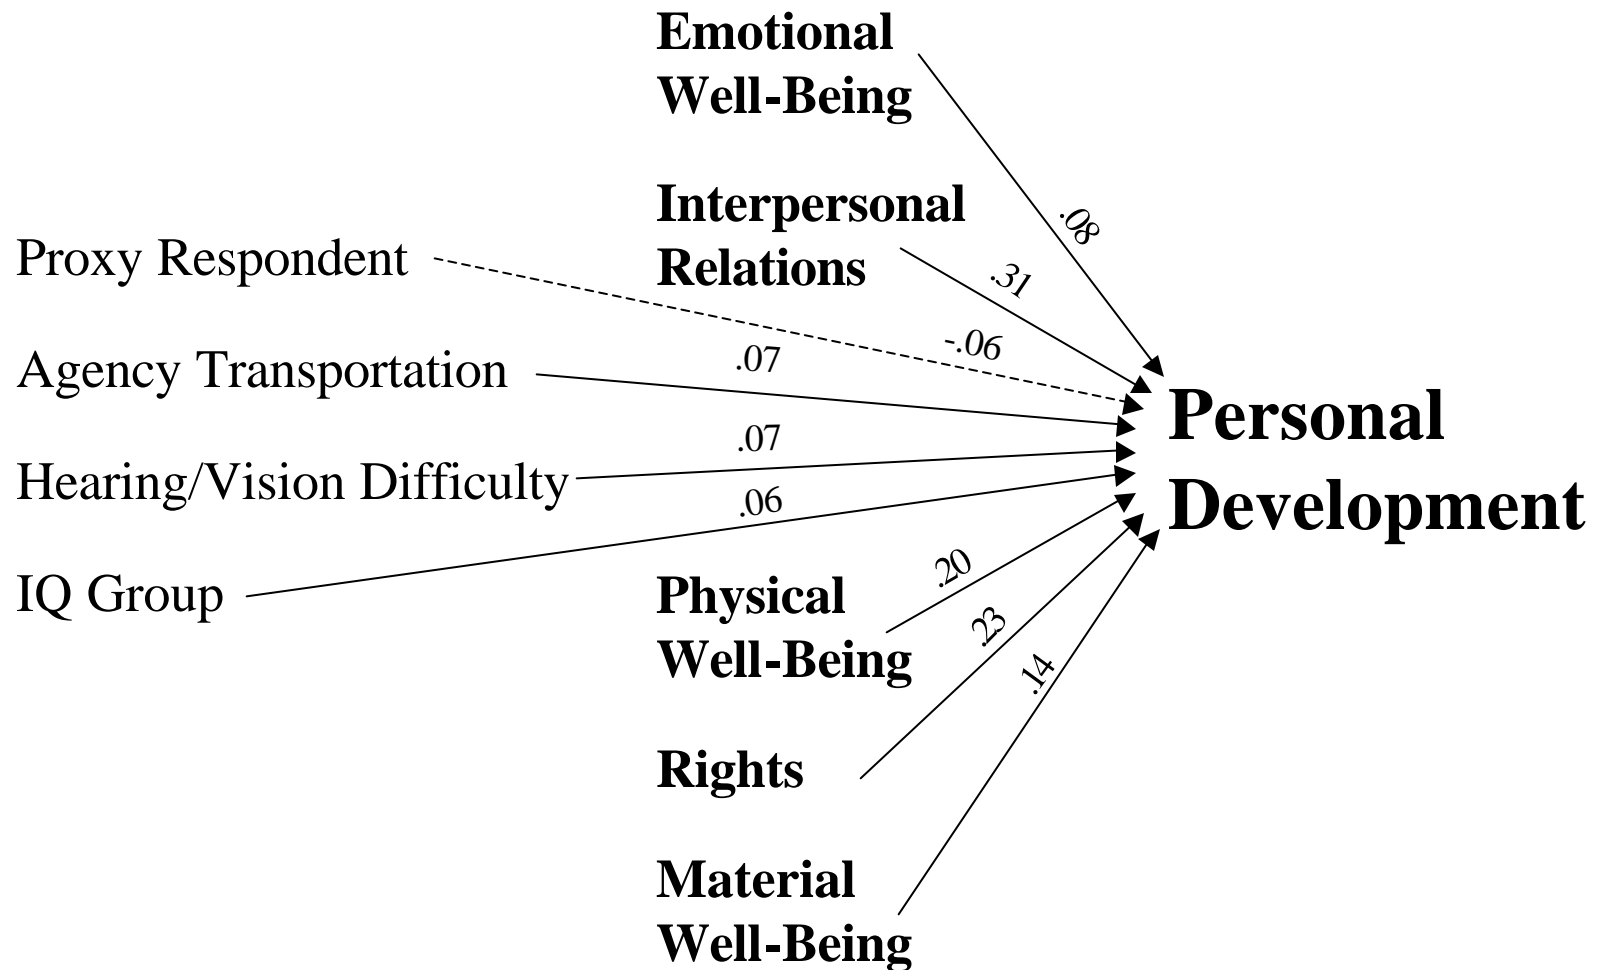 Emotional
Well-Being
.08
Interpersonal
Relations
.31
Proxy Respondent
-.06
Agency Transportation
.07
Hearing/Vision Difficulty
.07
IQ Group
.06
Personal
Development
Physical
Well-Being
.20
Rights
.23
Material
Well-Being
.14